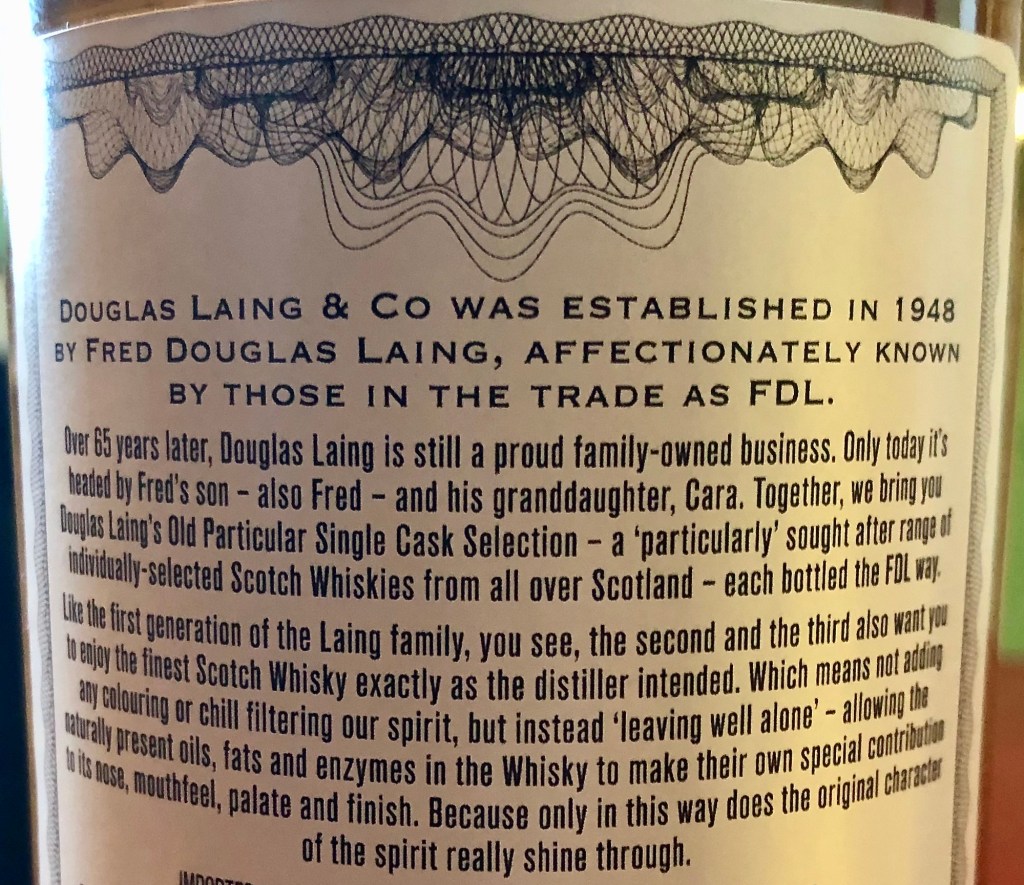 DOUGLAS LAING & CO WAS ESTABLISHED IN 1948
BY FRED DOUGLAS LAING, AFFECTIONATELY KNOWN
BY THOSE IN THE TRADE AS FDL.
Over 65 years later, Douglas Laing is still a proud family-owned business. Only today it's
headed by Fred's son – also Fred – and his granddaughter, Cara. Together, we bring you
Douglas Laing's Old Particular Single Cask Selection – a 'particularly' sought after range of
individually-selected Scotch Whiskies from all over Scotland – each bottled the FDL way.
Like the first generation of the Laing family, you see, the second and the third also want you
to enjoy the finest Scotch Whisky exactly as the distiller intended. Which means not adding
any colouring or chill filtering our spirit, but instead 'leaving well alone' – allowing the
naturally present oils, fats and enzymes in the Whisky to make their own special contribution
to its nose, mouthfeel, palate and finish. Because only in this way does the original character
of the spirit really shine through.